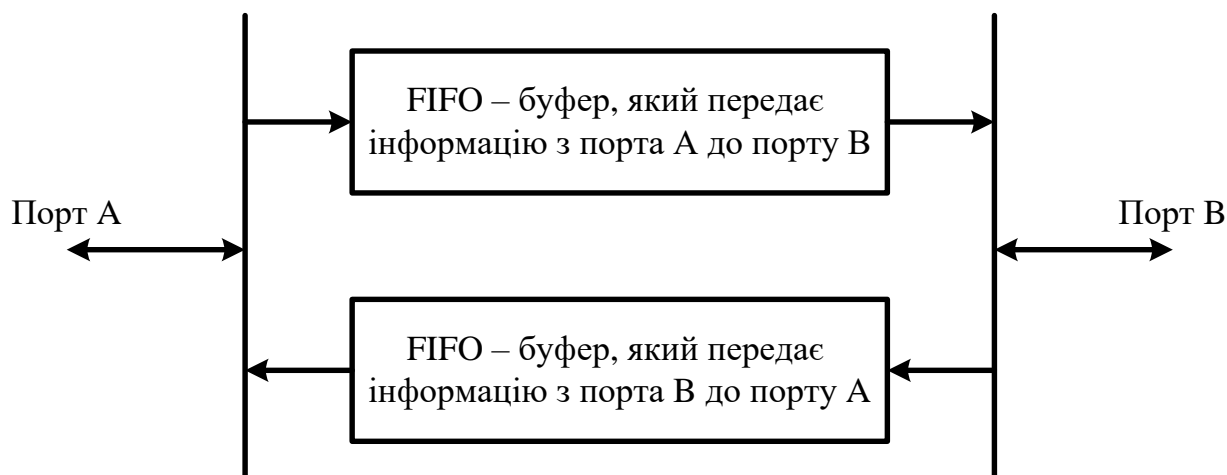 FIFO – буфер, який передає
інформацію з порта А до порту В
Порт А
Порт В
FIFO – буфер, який передає
інформацію з порта В до порту А